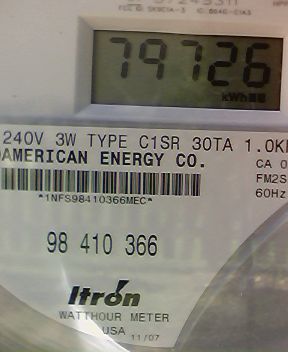 79726
kWh
240V 3W TYPE C1SR 30TA 1.0K
AMERICAN ENERGY CO.
CA 0
FM2S
60Hz
*1NFS98410366MEC*
98 410 366
Itrón
WATTHOUR METER
USA 11/07